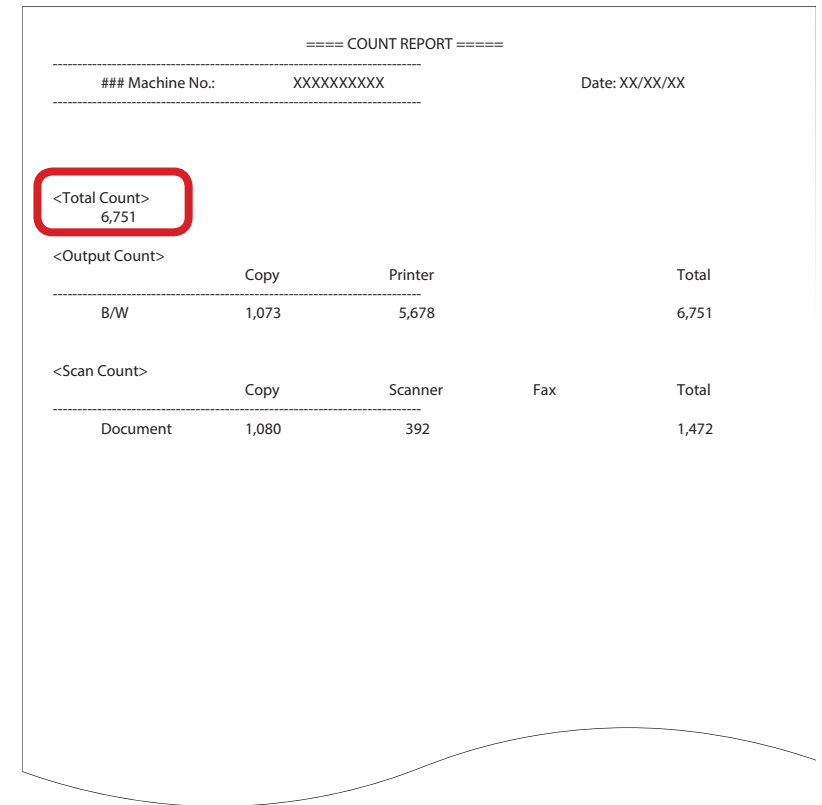 ==== COUNT REPORT =====
--------------------------------------------------------------------------
### Machine No.: XXXXXXXXXX Date: XX/XX/XX
--------------------------------------------------------------------------
<Total Count>
6,751
<Output Count>
Copy Printer Total
--------------------------------------------------------------------------
B/W 1,073 5,678 6,751
<Scan Count>
Copy Scanner Fax Total
--------------------------------------------------------------------------
Document 1,080 392 1,472